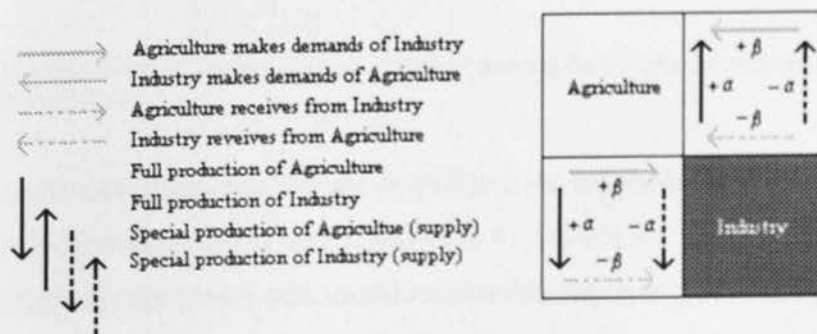 Agriculture makes demands of Industry
Industry makes demands of Agriculture
Agriculture receives from Industry
Industry reveives from Agriculture
Full production of Agriculture
Full production of Industry
Special production of Agricultue (supply)
Special production of Industry (supply)
Agriculture
+ β
+ α - α
- β
+ β
+ α - α
- β
Industry